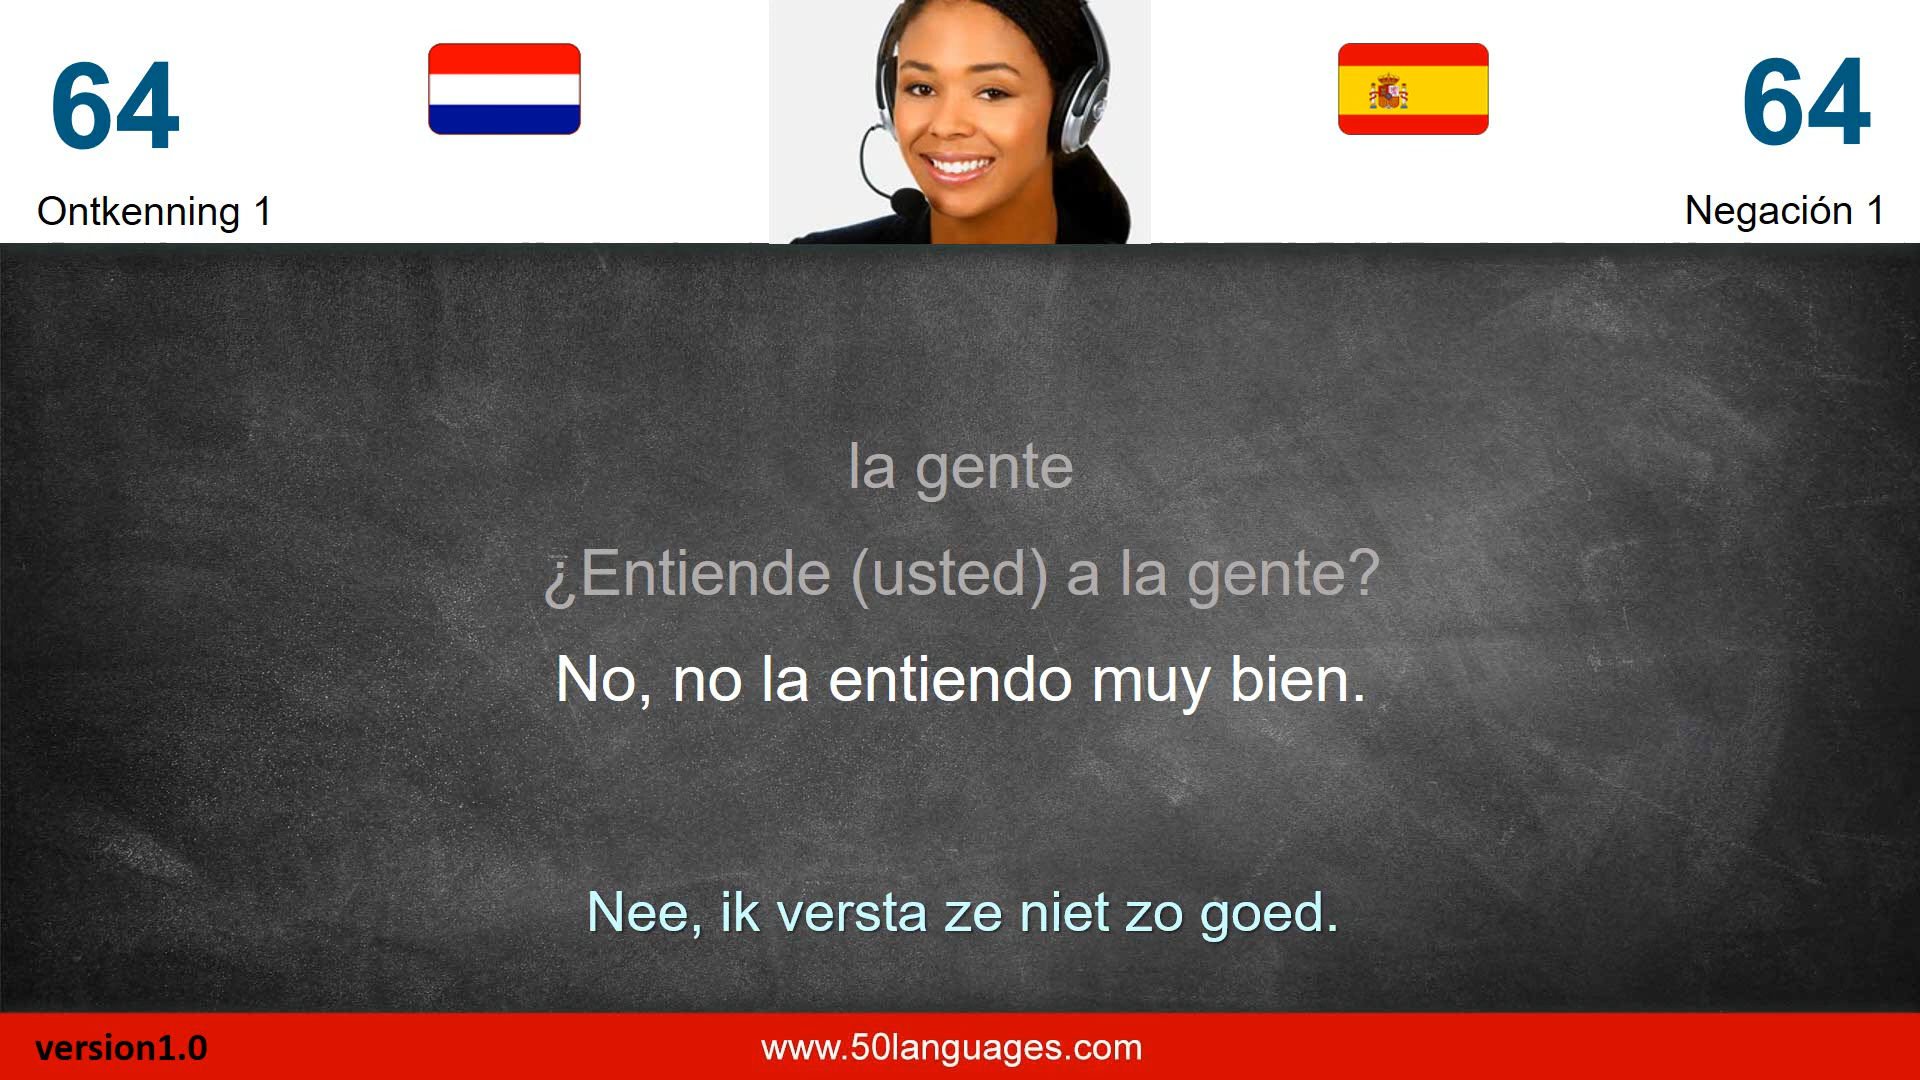 64
64
Ontkenning 1
Negación 1
la gente
¿Entiende (usted) a la gente?
No, no la entiendo muy bien.
Nee, ik versta ze niet zo goed.
version1.0
www.50languages.com